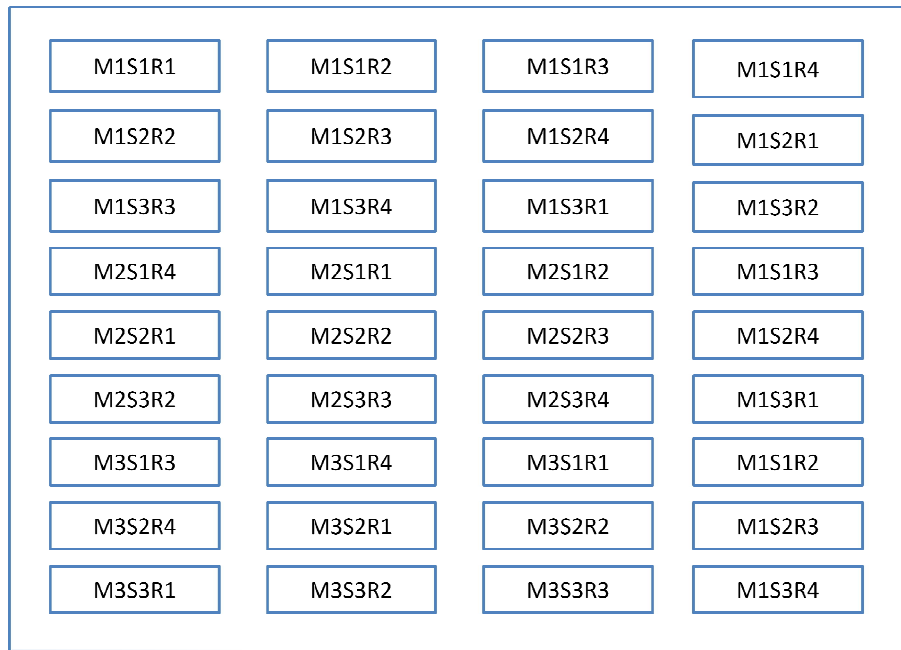 M1S1R1 M1S1R2 M1S1R3 M1S1R4
M1S2R2 M1S2R3 M1S2R4 M1S2R1
M1S3R3 M1S3R4 M1S3R1 M1S3R2
M2S1R4 M2S1R1 M2S1R2 M1S1R3
M2S2R1 M2S2R2 M2S2R3 M1S2R4
M2S3R2 M2S3R3 M2S3R4 M1S3R1
M3S1R3 M3S1R4 M3S1R1 M1S1R2
M3S2R4 M3S2R1 M3S2R2 M1S2R3
M3S3R1 M3S3R2 M3S3R3 M1S3R4